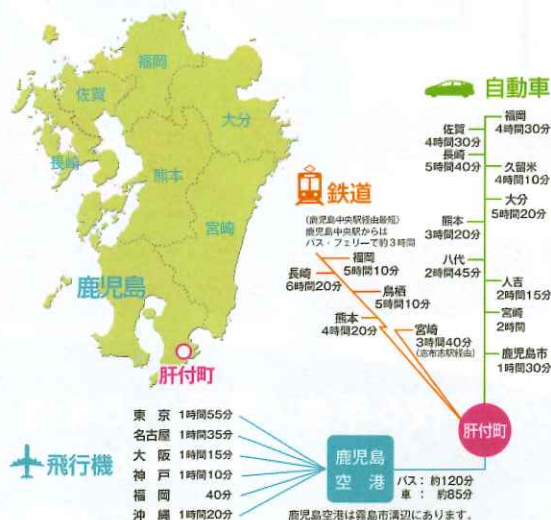 福岡
佐賀
大分
長崎
熊本
宮崎
鹿児島
肝付町
自動車
福岡
4時間30分
佐賀
4時間30分
長崎
5時間40分
久留米
4時間10分
大分
5時間20分
熊本
3時間20分
八代
2時間45分
人吉
2時間15分
宮崎
2時間
鹿児島市
1時間30分
鉄道
(鹿児島中央駅経由最短)
鹿児島中央駅からは
バス・フェリーで約3時間
福岡
5時間10分
長崎
6時間20分
鳥栖
5時間10分
熊本
4時間20分
宮崎
3時間40分
(志布志駅経由)
肝付町
飛行機
東 京 1時間55分
名古屋 1時間35分
大 阪 1時間15分
神 戸 1時間10分
福 岡 40分
沖 縄 1時間20分
鹿児島
空 港
バス: 約120分
車 : 約85分
鹿児島空港は霧島市溝辺にあります。